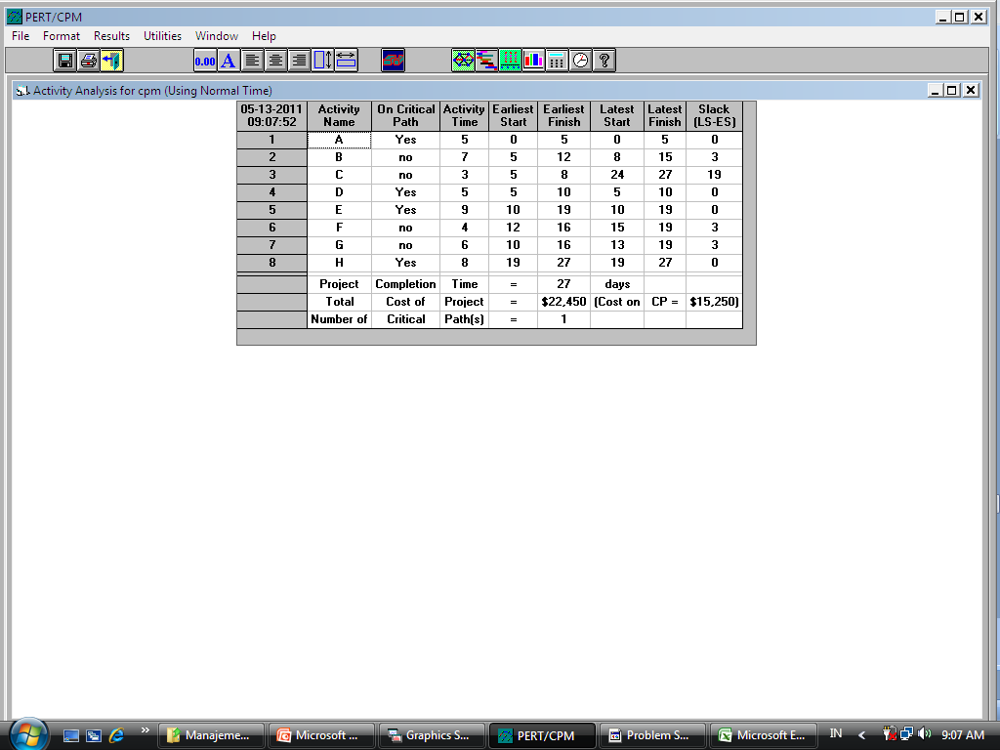 PERT/CPM
File Format Results Utilities Window Help
0.00 A
Activity Analysis for cpm (Using Normal Time)
05-13-2011 09:07:52 Activity Name On Critical Path Activity Time Earliest Start Earliest Finish Latest Start Latest Finish Slack (LS-ES)
1 A Yes 5 0 5 0 5 0
2 B no 7 5 12 8 15 3
3 C no 3 5 8 24 27 19
4 D Yes 5 5 10 5 10 0
5 E Yes 9 10 19 10 19 0
6 F no 4 12 16 15 19 3
7 G no 6 10 16 13 19 3
8 H Yes 8 19 27 19 27 0
Project Completion Time = 27 days
Total Cost of Project = $22,450 (Cost on CP = $15,250)
Number of Critical Path(s) = 1
Manajeme... Microsoft ... Graphics S... PERT/CPM Problem S... Microsoft E... IN 9:07 AM